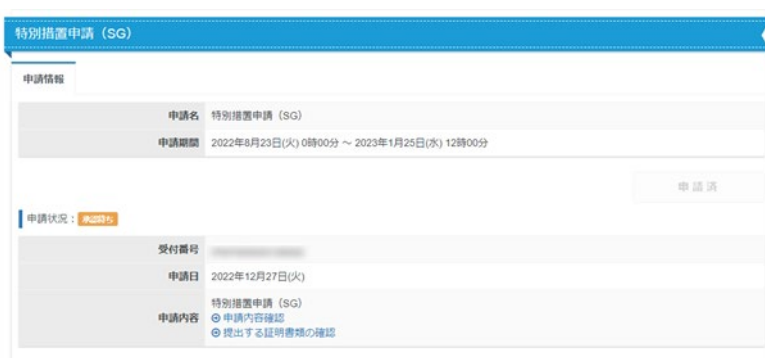 特別措置申請（SG）
申請情報
申請名 特別措置申請（SG）
申請期間 2022年8月23日(火) 0時00分 ～ 2023年1月25日(水) 12時00分
申請済
申請状況：承認待ち
受付番号
申請日 2022年12月27日(火)
申請内容 特別措置申請（SG）
申請内容確認
提出する証明書類の確認